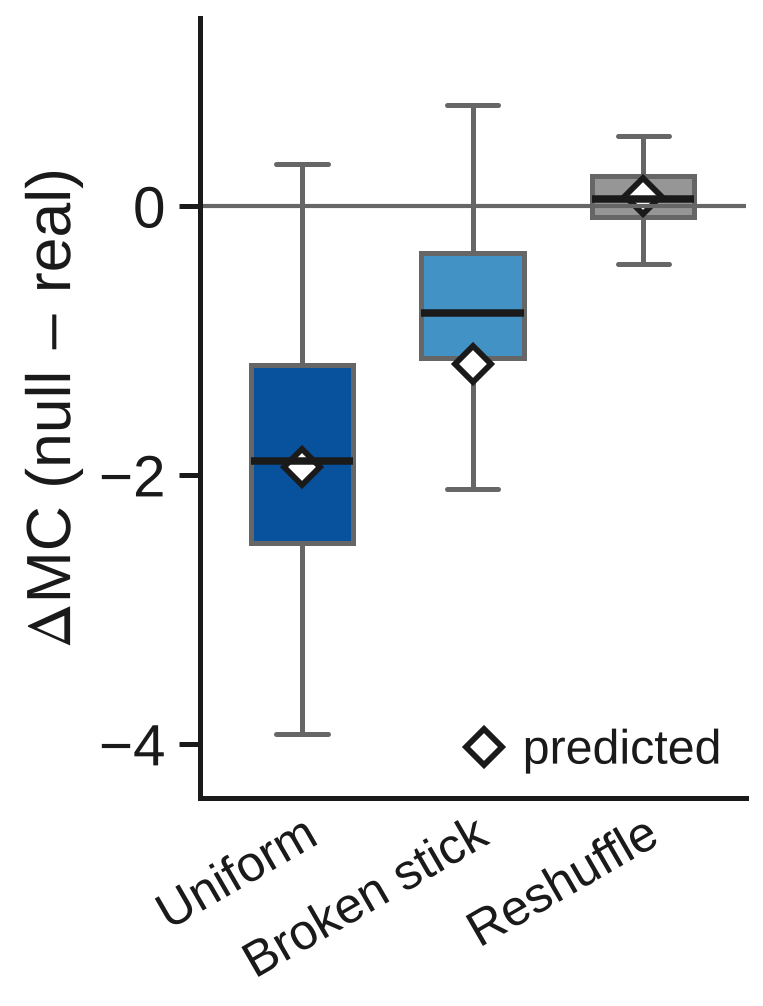 ΔMC (null − real)
0
−2
−4
predicted
Uniform
Broken stick
Reshuffle